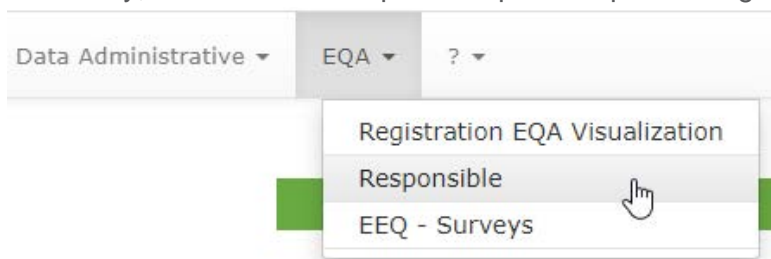 Data Administrative EQA ?
Registration EQA Visualization
Responsible
EEQ - Surveys